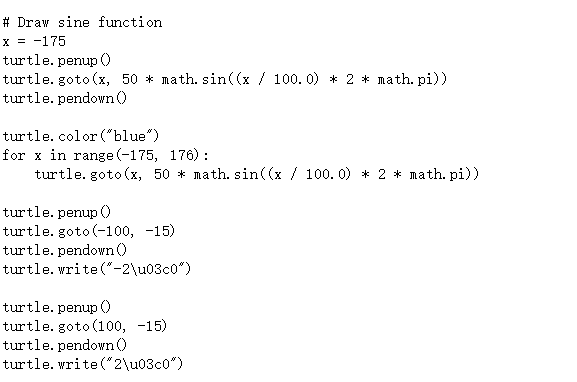 # Draw sine function
x = -175
turtle.penup()
turtle.goto(x, 50 * math.sin((x / 100.0) * 2 * math.pi))
turtle.pendown()

turtle.color("blue")
for x in range(-175, 176):
    turtle.goto(x, 50 * math.sin((x / 100.0) * 2 * math.pi))

turtle.penup()
turtle.goto(-100, -15)
turtle.pendown()
turtle.write("-2\u03c0")

turtle.penup()
turtle.goto(100, -15)
turtle.pendown()
turtle.write("2\u03c0")